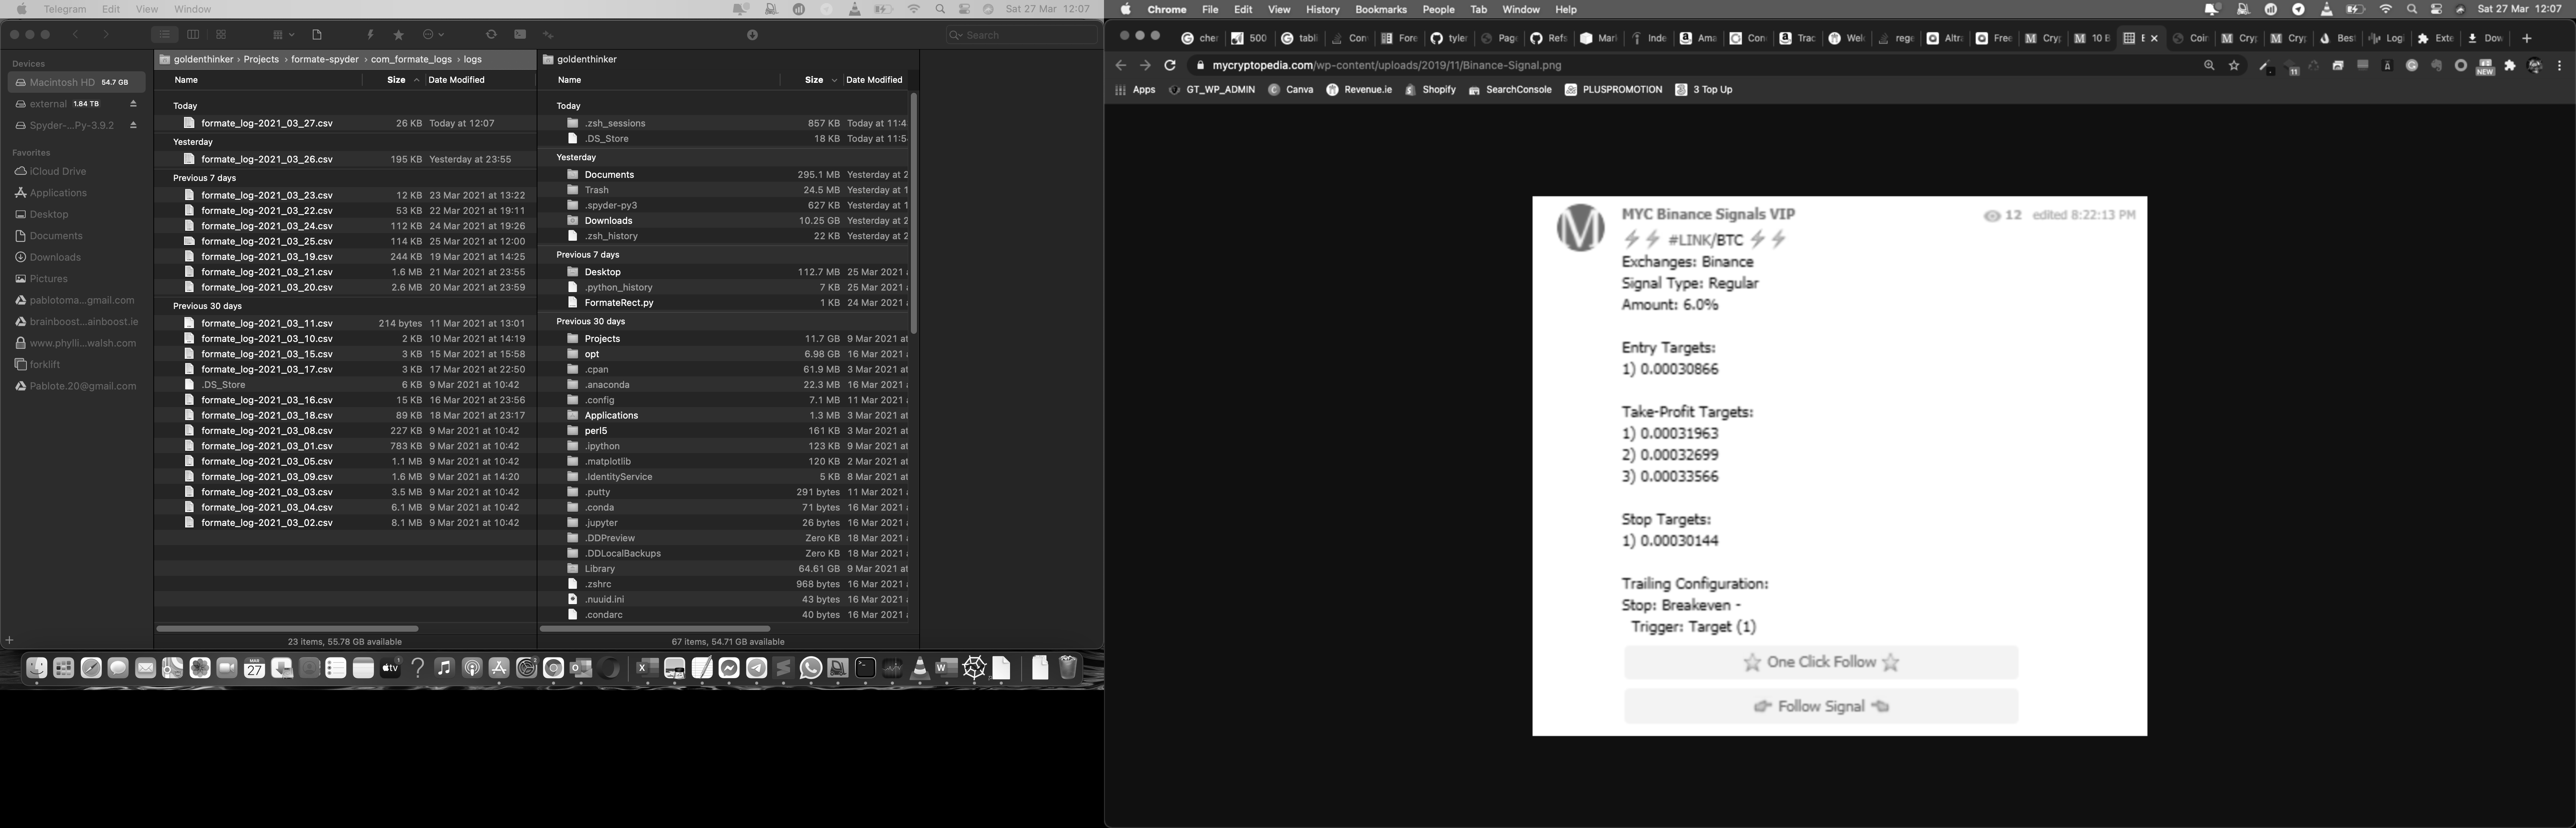 Telegram Edit View Window Sat 27 Mar 12:07
Search
Devices
Macintosh HD 54.7 GB
external 1.84 TB
Spyder-...Py-3.9.2
Favorites
iCloud Drive
Applications
Desktop
Documents
Downloads
Pictures
pablotoma...gmail.com
brainboost...ainboost.ie
www.phylli...walsh.com
forklift
Pablote.20@gmail.com
goldenthinker › Projects › formate-spyder › com_formate_logs › logs
Name Size Date Modified
Today
formate_log-2021_03_27.csv 26 KB Today at 12:07
Yesterday
formate_log-2021_03_26.csv 195 KB Yesterday at 23:55
Previous 7 days
formate_log-2021_03_23.csv 12 KB 23 Mar 2021 at 13:22
formate_log-2021_03_22.csv 53 KB 22 Mar 2021 at 19:11
formate_log-2021_03_24.csv 112 KB 24 Mar 2021 at 19:26
formate_log-2021_03_25.csv 114 KB 25 Mar 2021 at 12:00
formate_log-2021_03_19.csv 244 KB 19 Mar 2021 at 14:25
formate_log-2021_03_21.csv 1.6 MB 21 Mar 2021 at 23:55
formate_log-2021_03_20.csv 2.6 MB 20 Mar 2021 at 23:59
Previous 30 days
formate_log-2021_03_11.csv 214 bytes 11 Mar 2021 at 13:01
formate_log-2021_03_10.csv 2 KB 10 Mar 2021 at 14:19
formate_log-2021_03_15.csv 3 KB 15 Mar 2021 at 15:58
formate_log-2021_03_17.csv 3 KB 17 Mar 2021 at 22:50
.DS_Store 6 KB 9 Mar 2021 at 10:42
formate_log-2021_03_16.csv 15 KB 16 Mar 2021 at 23:56
formate_log-2021_03_18.csv 89 KB 18 Mar 2021 at 23:17
formate_log-2021_03_08.csv 227 KB 9 Mar 2021 at 10:42
formate_log-2021_03_01.csv 783 KB 9 Mar 2021 at 10:42
formate_log-2021_03_05.csv 1.1 MB 9 Mar 2021 at 10:42
formate_log-2021_03_09.csv 1.6 MB 9 Mar 2021 at 14:20
formate_log-2021_03_03.csv 3.5 MB 9 Mar 2021 at 10:42
formate_log-2021_03_04.csv 6.1 MB 9 Mar 2021 at 10:42
formate_log-2021_03_02.csv 8.1 MB 9 Mar 2021 at 10:42
23 items, 55.78 GB available
goldenthinker
Name Size Date Modified
Today
.zsh_sessions 857 KB Today at 11:4
.DS_Store 18 KB Today at 11:5
Yesterday
Documents 295.1 MB Yesterday at 2
Trash 24.5 MB Yesterday at 1
.spyder-py3 627 KB Yesterday at 1
Downloads 10.25 GB Yesterday at 2
.zsh_history 22 KB Yesterday at 2
Previous 7 days
Desktop 112.7 MB 25 Mar 2021
.python_history 7 KB 25 Mar 2021
FormateRect.py 1 KB 24 Mar 2021
Previous 30 days
Projects 11.7 GB 9 Mar 2021 at
opt 6.98 GB 16 Mar 2021
.cpan 61.9 MB 3 Mar 2021 at
.anaconda 22.3 MB 16 Mar 2021
.config 7.1 MB 11 Mar 2021
Applications 1.3 MB 3 Mar 2021 at
perl5 161 KB 3 Mar 2021 at
.ipython 123 KB 9 Mar 2021 at
.matplotlib 120 KB 2 Mar 2021 at
.IdentityService 5 KB 8 Mar 2021 at
.putty 291 bytes 11 Mar 2021
.conda 71 bytes 16 Mar 2021
.jupyter 26 bytes 16 Mar 2021
.DDPreview Zero KB 18 Mar 2021
.DDLocalBackups Zero KB 18 Mar 2021
Library 64.61 GB 9 Mar 2021 at
.zshrc 968 bytes 16 Mar 2021
.nuuid.ini 43 bytes 16 Mar 2021
.condarc 40 bytes 16 Mar 2021
67 items, 54.71 GB available
MAR 27 tv
Chrome File Edit View History Bookmarks People Tab Window Help Sat 27 Mar 12:07
cher 500 tabli Con Fore tyler Page Refs Mark Inde Ama Con Trac Welc rege Altra Free Cryp 10 B Coin Cryp Cryp Best Logi Exte Dow
mycryptopedia.com/wp-content/uploads/2019/11/Binance-Signal.png
11 NEW
Apps GT_WP_ADMIN Canva Revenue.ie Shopify SearchConsole PLUSPROMOTION 3 Top Up
MYC Binance Signals VIP 12 edited 8:22:13 PM
⚡⚡ #LINK/BTC ⚡⚡
Exchanges: Binance
Signal Type: Regular
Amount: 6.0%
Entry Targets:
1) 0.00030866
Take-Profit Targets:
1) 0.00031963
2) 0.00032699
3) 0.00033566
Stop Targets:
1) 0.00030144
Trailing Configuration:
Stop: Breakeven -
Trigger: Target (1)
☆ One Click Follow ☆
Follow Signal